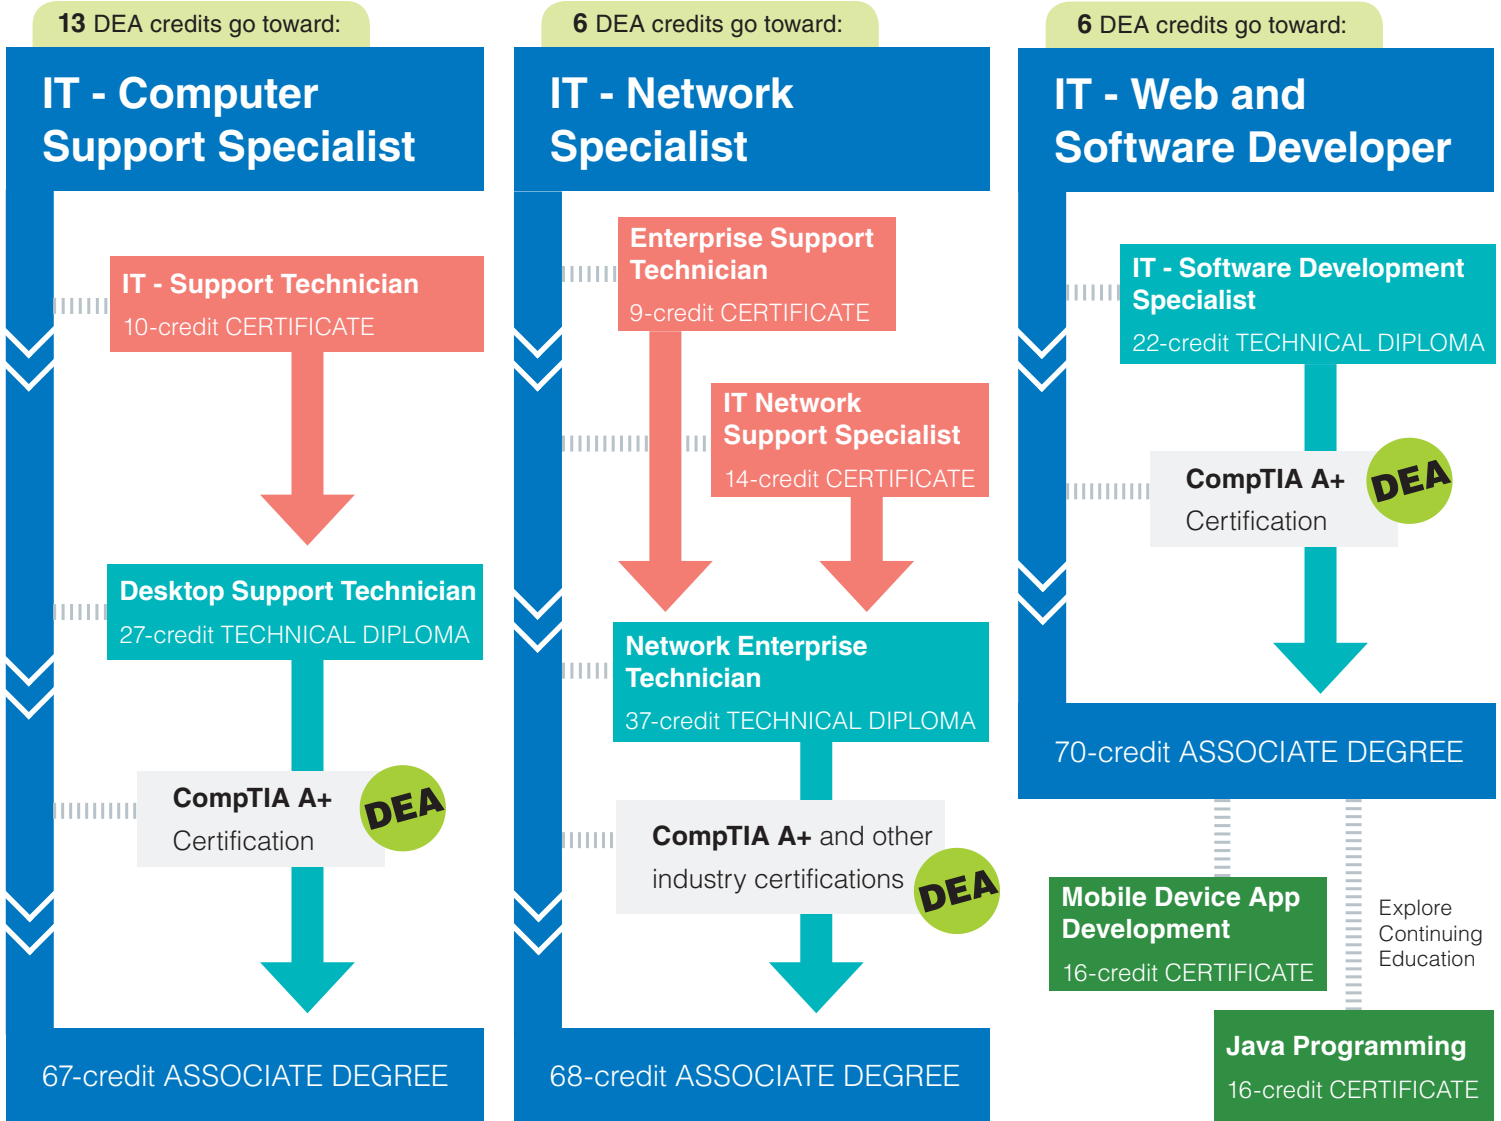 13 DEA credits go toward:
IT - Computer
Support Specialist
IT - Support Technician
10-credit CERTIFICATE
Desktop Support Technician
27-credit TECHNICAL DIPLOMA
CompTIA A+
Certification
DEA
67-credit ASSOCIATE DEGREE
6 DEA credits go toward:
IT - Network
Specialist
Enterprise Support
Technician
9-credit CERTIFICATE
IT Network
Support Specialist
14-credit CERTIFICATE
Network Enterprise
Technician
37-credit TECHNICAL DIPLOMA
CompTIA A+ and other
industry certifications
DEA
68-credit ASSOCIATE DEGREE
6 DEA credits go toward:
IT - Web and
Software Developer
IT - Software Development
Specialist
22-credit TECHNICAL DIPLOMA
CompTIA A+
Certification
DEA
70-credit ASSOCIATE DEGREE
Mobile Device App
Development
16-credit CERTIFICATE
Explore
Continuing
Education
Java Programming
16-credit CERTIFICATE